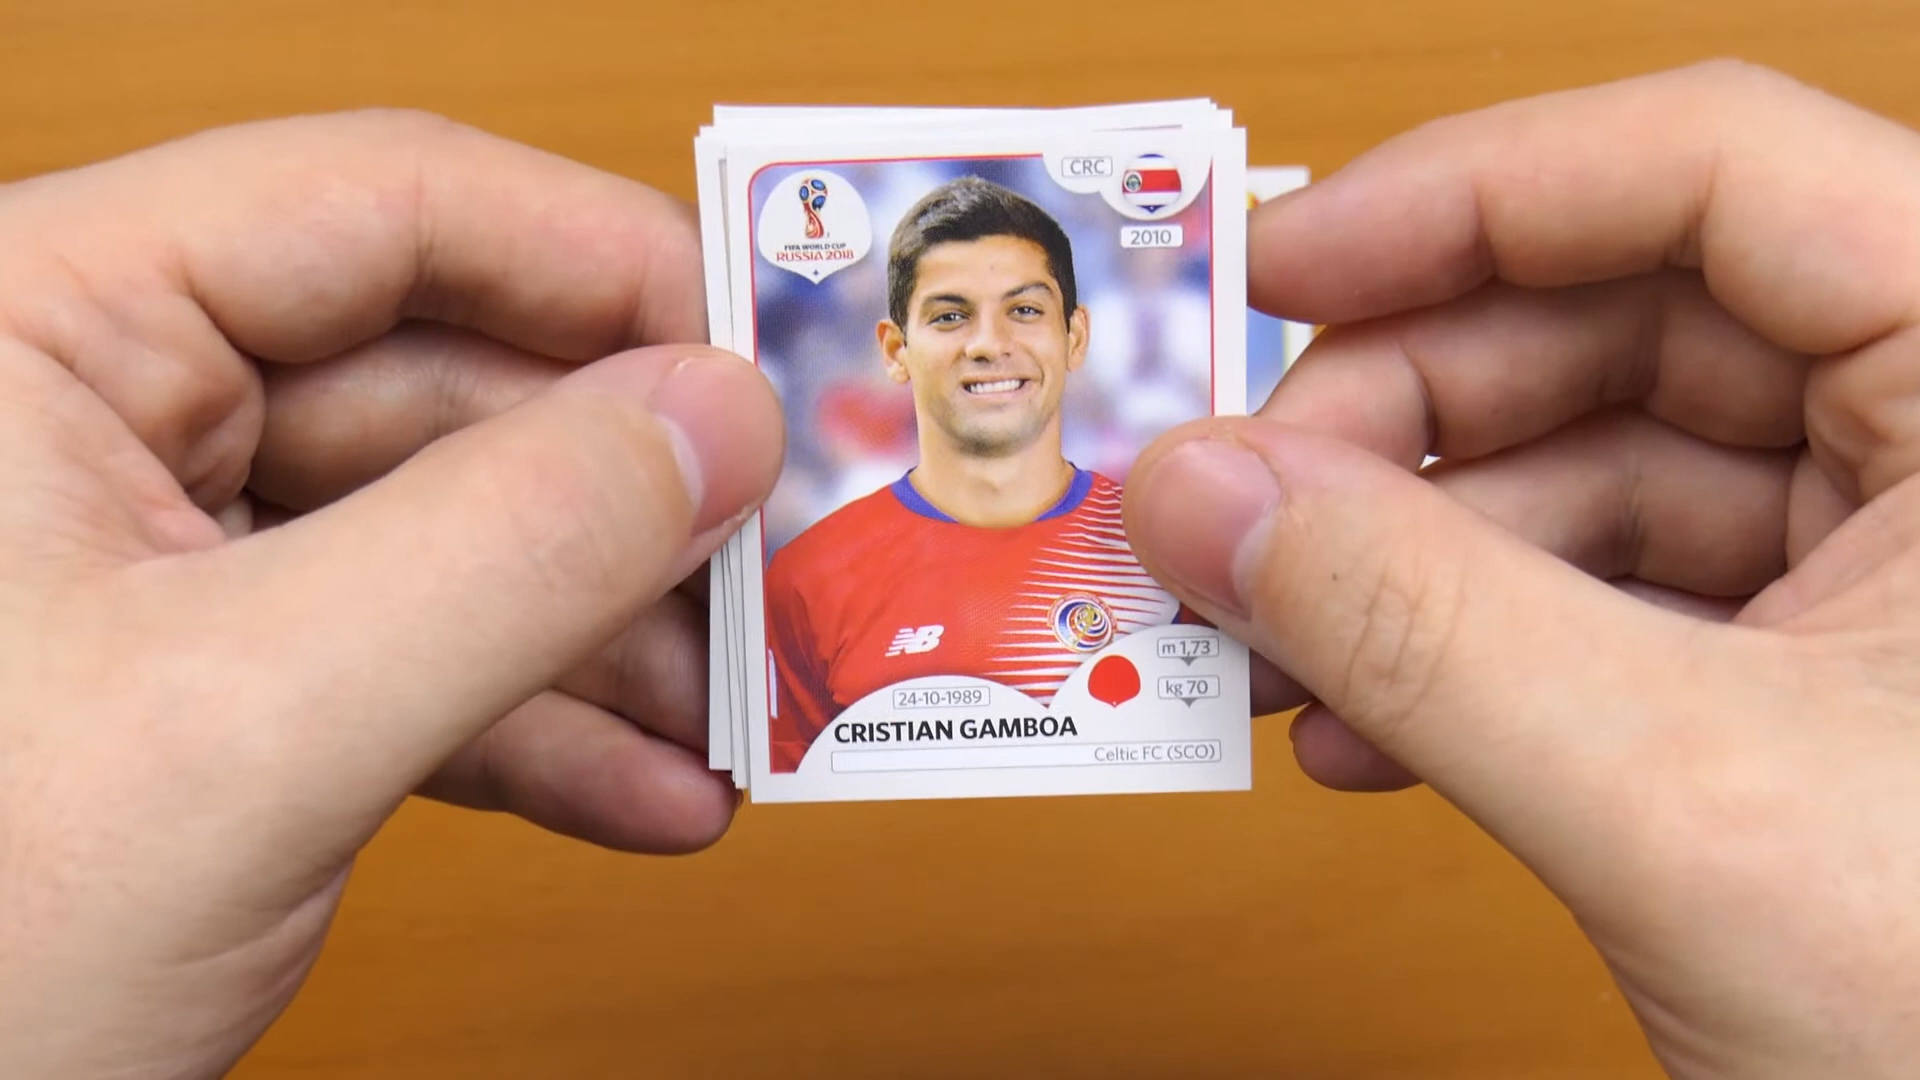 FIFA WORLD CUP
RUSSIA 2018
CRC
2010
NB
m 1,73
kg 70
24-10-1989
CRISTIAN GAMBOA
Celtic FC (SCO)